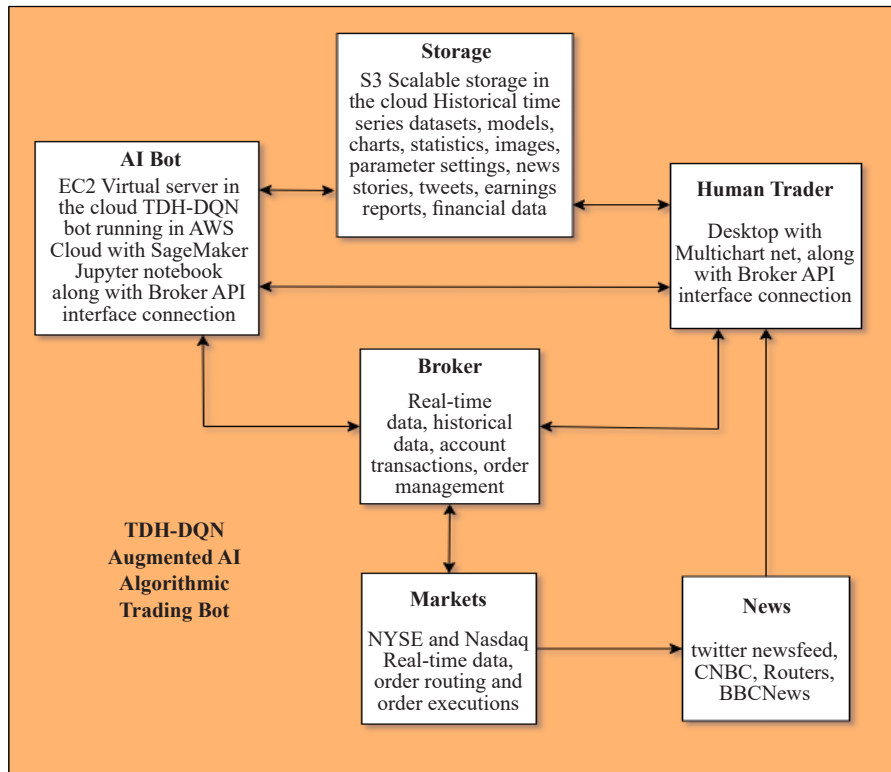 Storage
S3 Scalable storage in
the cloud Historical time
series datasets, models,
charts, statistics, images,
parameter settings, news
stories, tweets, earnings
reports, financial data
AI Bot
EC2 Virtual server in
the cloud TDH-DQN
bot running in AWS
Cloud with SageMaker
Jupyter notebook
along with Broker API
interface connection
Human Trader
Desktop with
Multichart net, along
with Broker API
interface connection
Broker
Real-time
data, historical
data, account
transactions, order
management
TDH-DQN
Augmented AI
Algorithmic
Trading Bot
Markets
NYSE and Nasdaq
Real-time data,
order routing and
order executions
News
twitter newsfeed,
CNBC, Routers,
BBCNews